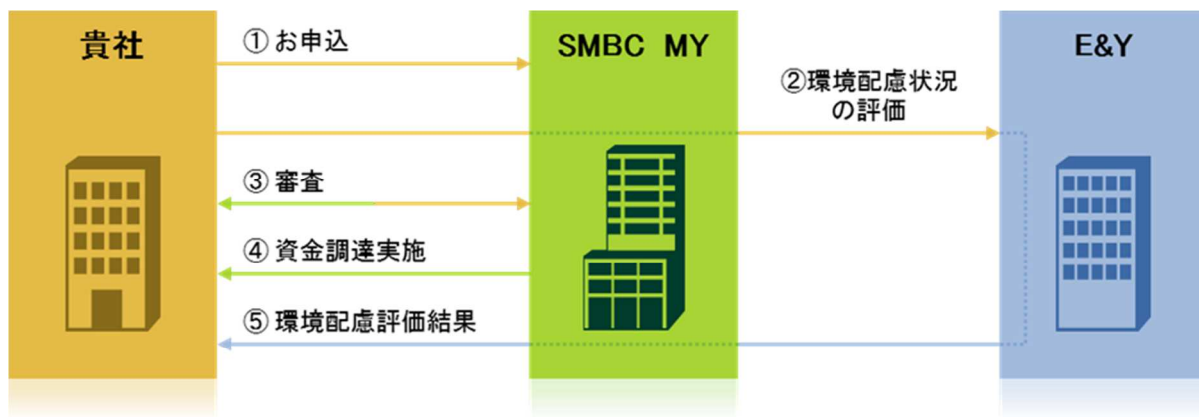 貴社
SMBC MY
E&Y
① お申込
②環境配慮状況
の評価
③ 審査
④ 資金調達実施
⑤ 環境配慮評価結果